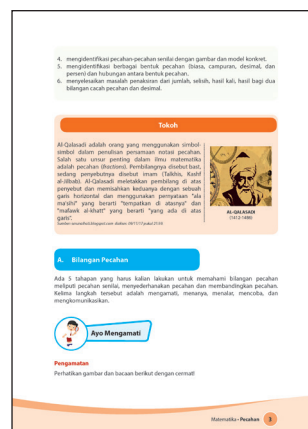 4. mengidentifikasi pecahan-pecahan senilai dengan gambar dan model konkret.
5. mengidentifikasi berbagai bentuk pecahan (biasa, campuran, desimal, dan
persen) dan hubungan antara bentuk pecahan.
6. menyelesaikan masalah penaksiran dari jumlah, selisih, hasil kali, hasil bagi dua
bilangan cacah pecahan dan desimal.
Tokoh
Al-Qalasadi adalah orang yang menggunakan simbol-
simbol dalam penulisan persamaan notasi pecahan.
Salah satu unsur penting dalam ilmu matematika
adalah pecahan (fractions). Pembilangnya disebut bast,
sedang penyebutnya disebut imam (Talkhis, Kashf
al-Jilbab). Al-Qalasadi meletakkan pembilang di atas
penyebut dan memisahkan keduanya dengan sebuah
garis horizontal dan menggunakan pernyataan "ala
ma'sihi" yang berarti "tempatkan di atasnya" dan
"mafawk al-khatt" yang berarti "yang ada di atas
garis".
AL-QALASADI
(1412-1486)
A. Bilangan Pecahan
Ada 5 tahapan yang harus kalian lakukan untuk memahami bilangan pecahan
meliputi pecahan senilai, menyederhanakan pecahan dan membandingkan pecahan.
Kelima langkah tersebut adalah mengamati, menanya, menalar, mencoba, dan
mengkomunikasikan.
Ayo Mengamati
Pengamatan
Perhatikan gambar dan bacaan berikut dengan cermat!
Matematika • Pecahan 3